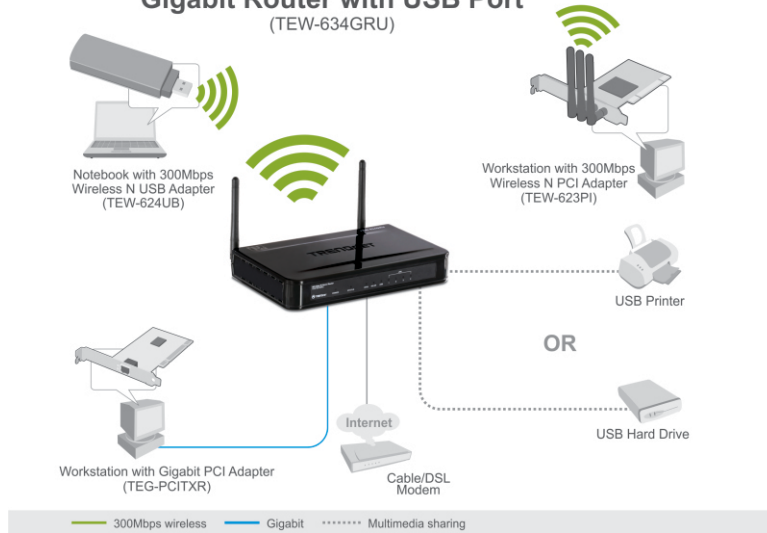 Gigabit Router with USB Port
(TEW-634GRU)
Notebook with 300Mbps
Wireless N USB Adapter
(TEW-624UB)
Workstation with 300Mbps
Wireless N PCI Adapter
(TEW-623PI)
TRENDNET
USB Printer
OR
USB Hard Drive
Internet
Cable/DSL
Modem
Workstation with Gigabit PCI Adapter
(TEG-PCITXR)
300Mbps wireless
Gigabit
Multimedia sharing